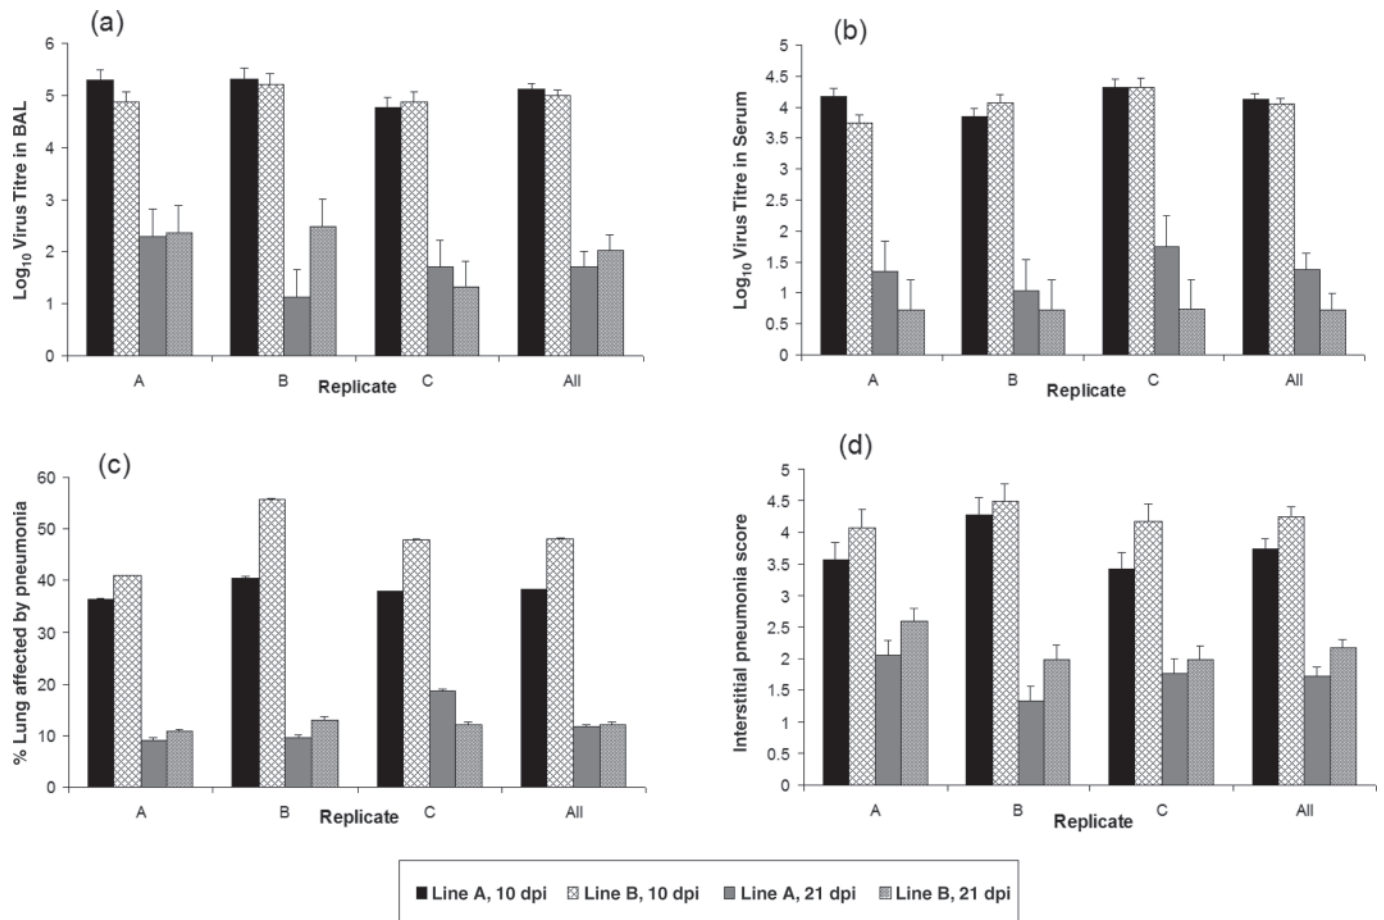 (a)
Log10 Virus Titre in BAL
6
5
4
3
2
1
0
A
B
C
All
Replicate
(b)
Log10 Virus Titre in Serum
5
4.5
4
3.5
3
2.5
2
1.5
1
0.5
0
A
B
C
All
Replicate
(c)
% Lung affected by pneumonia
60
50
40
30
20
10
0
A
B
C
All
Replicate
(d)
Interstitial pneumonia score
5
4.5
4
3.5
3
2.5
2
1.5
1
0.5
0
A
B
C
All
Replicate
Line A, 10 dpi Line B, 10 dpi Line A, 21 dpi Line B, 21 dpi